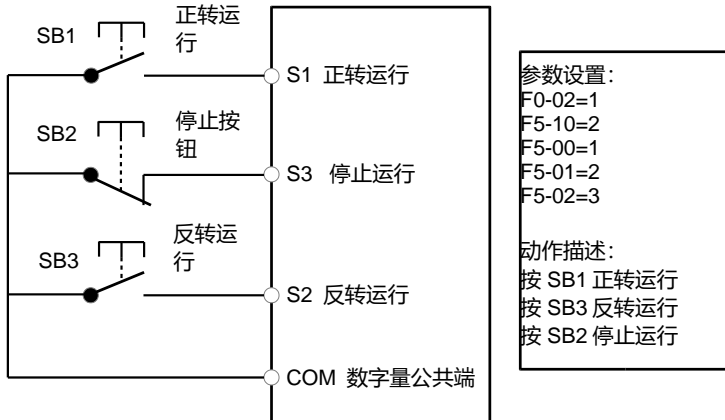 SB1
正转运
行
S1 正转运行
SB2
停止按
钮
S3 停止运行
SB3
反转运
行
S2 反转运行
COM 数字量公共端
参数设置：
F0-02=1
F5-10=2
F5-00=1
F5-01=2
F5-02=3
动作描述：
按 SB1 正转运行
按 SB3 反转运行
按 SB2 停止运行